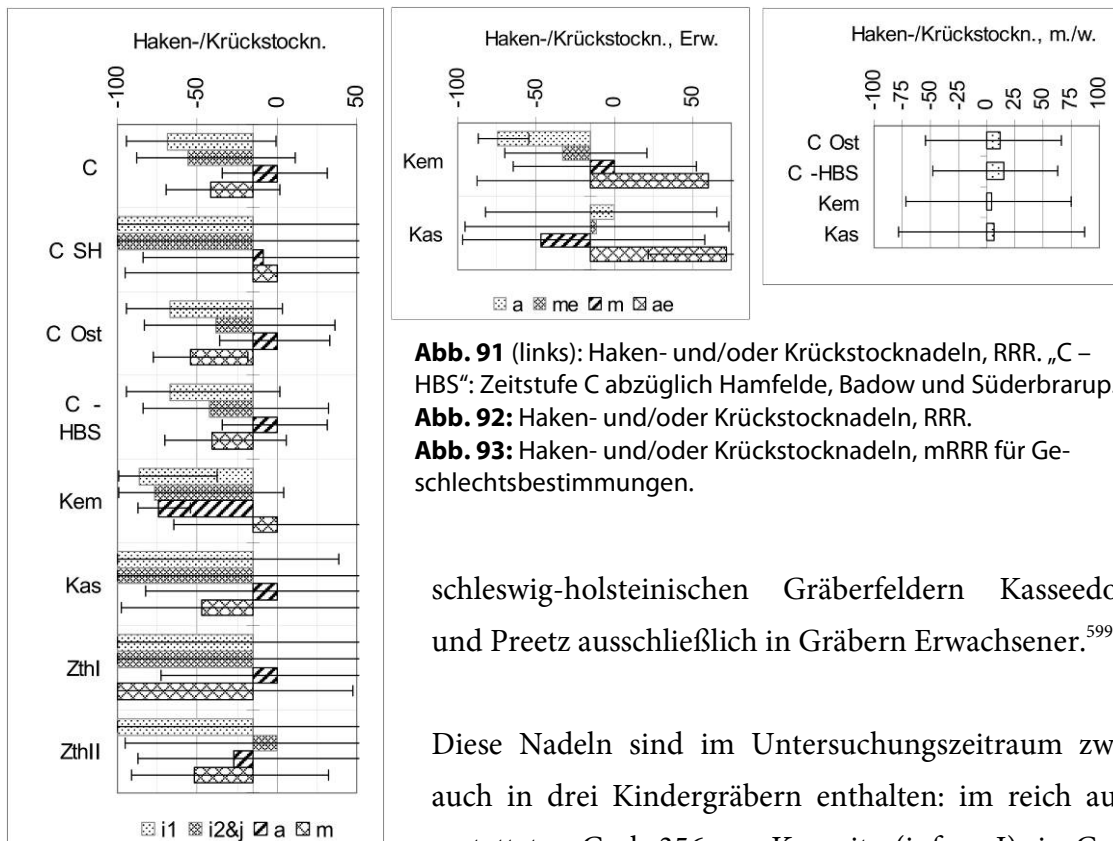 Haken-/Krückstockn.
-100
-50
0
50
C
C SH
C Ost
C -
HBS
Kem
Kas
ZthI
ZthII
i1 i2&j a m
Haken-/Krückstockn., Erw.
-100
-50
0
50
Kem
Kas
a me m ae
Haken-/Krückstockn., m./w.
-100
-75
-50
-25
0
25
50
75
100
C Ost
C -HBS
Kem
Kas
Abb. 91 (links): Haken- und/oder Krückstocknadeln, RRR. „C –
HBS“: Zeitstufe C abzüglich Hamfelde, Badow und Süderbrarup.
Abb. 92: Haken- und/oder Krückstocknadeln, RRR.
Abb. 93: Haken- und/oder Krückstocknadeln, mRRR für Ge-
schlechtsbestimmungen.
schleswig-holsteinischen Gräberfeldern Kasseedo
und Preetz ausschließlich in Gräbern Erwachsener.599
Diese Nadeln sind im Untersuchungszeitraum zw
auch in drei Kindergräbern enthalten: im reich au